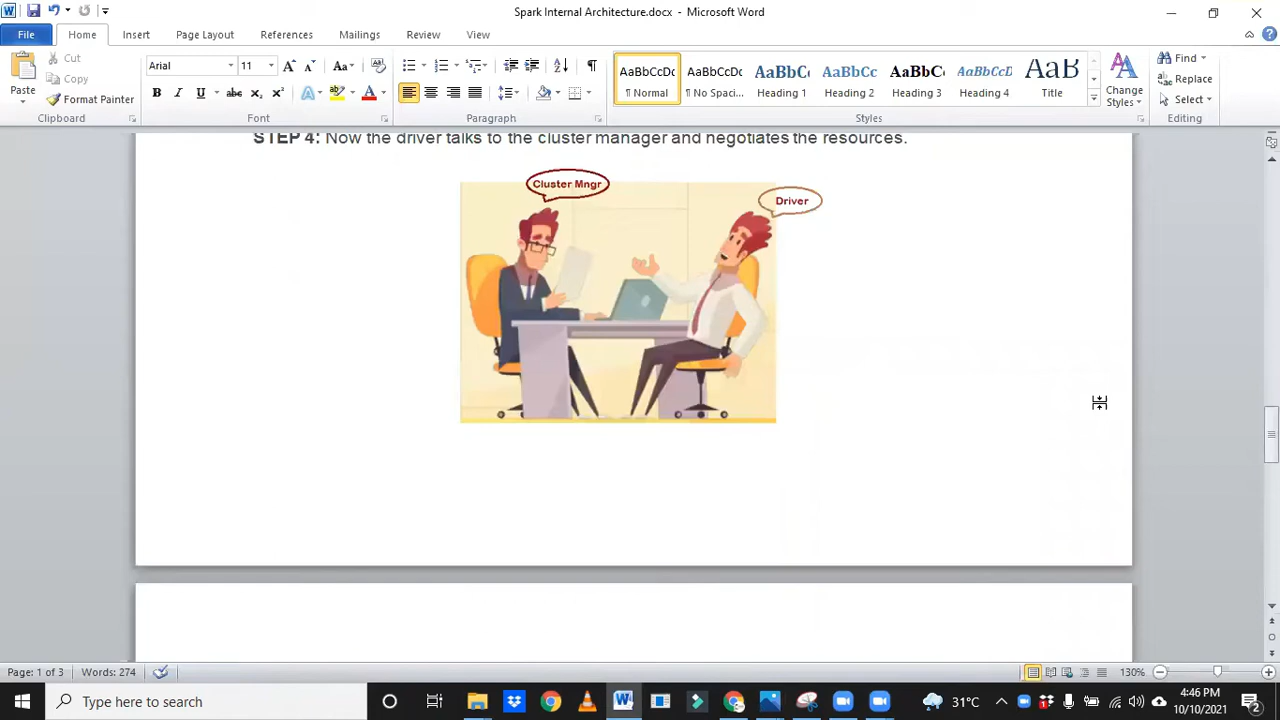 Spark Internal Architecture.docx - Microsoft Word
File Home Insert Page Layout References Mailings Review View
Paste
Cut
Copy
Format Painter
Clipboard
Arial 11
Font
Paragraph
AaBbCcDc AaBbCcDc AaBbCc AaBbCc AaBbCc AaBbCcDc AaB
¶ Normal ¶ No Spaci... Heading 1 Heading 2 Heading 3 Heading 4 Title
Change Styles
Styles
Find
Replace
Select
Editing
STEP 4: Now the driver talks to the cluster manager and negotiates the resources.
Cluster Mngr
Driver
Page: 1 of 3 Words: 274 130%
Type here to search
31°C
4:46 PM
10/10/2021
2